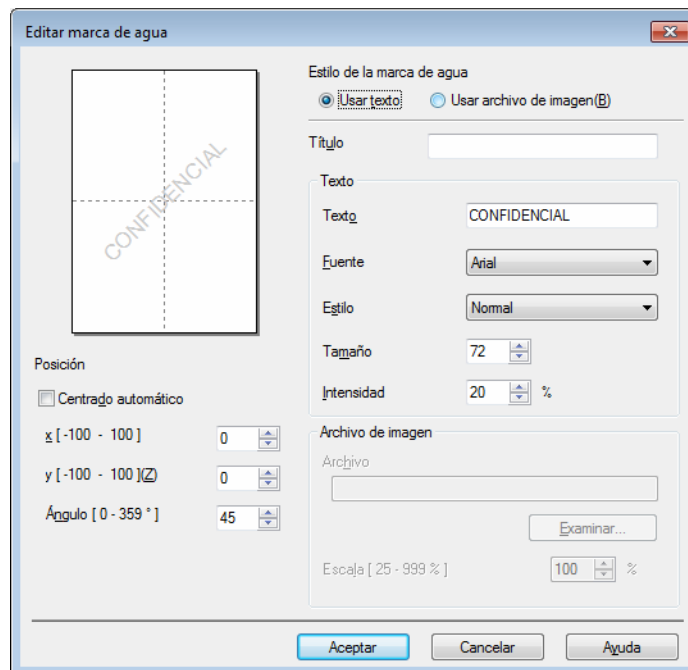 Editar marca de agua
Estilo de la marca de agua
Usar texto
Usar archivo de imagen(B)
Título
Texto
Texto CONFIDENCIAL
Fuente Arial
Estilo Normal
Tamaño 72
Intensidad 20 %
CONFIDENCIAL
Posición
Centrado automático
x [ -100 - 100 ] 0
y [ -100 - 100 ](Z) 0
Ángulo [ 0 - 359 ° ] 45
Archivo de imagen
Archivo
Examinar...
Escala [ 25 - 999 % ] 100 %
Aceptar Cancelar Ayuda